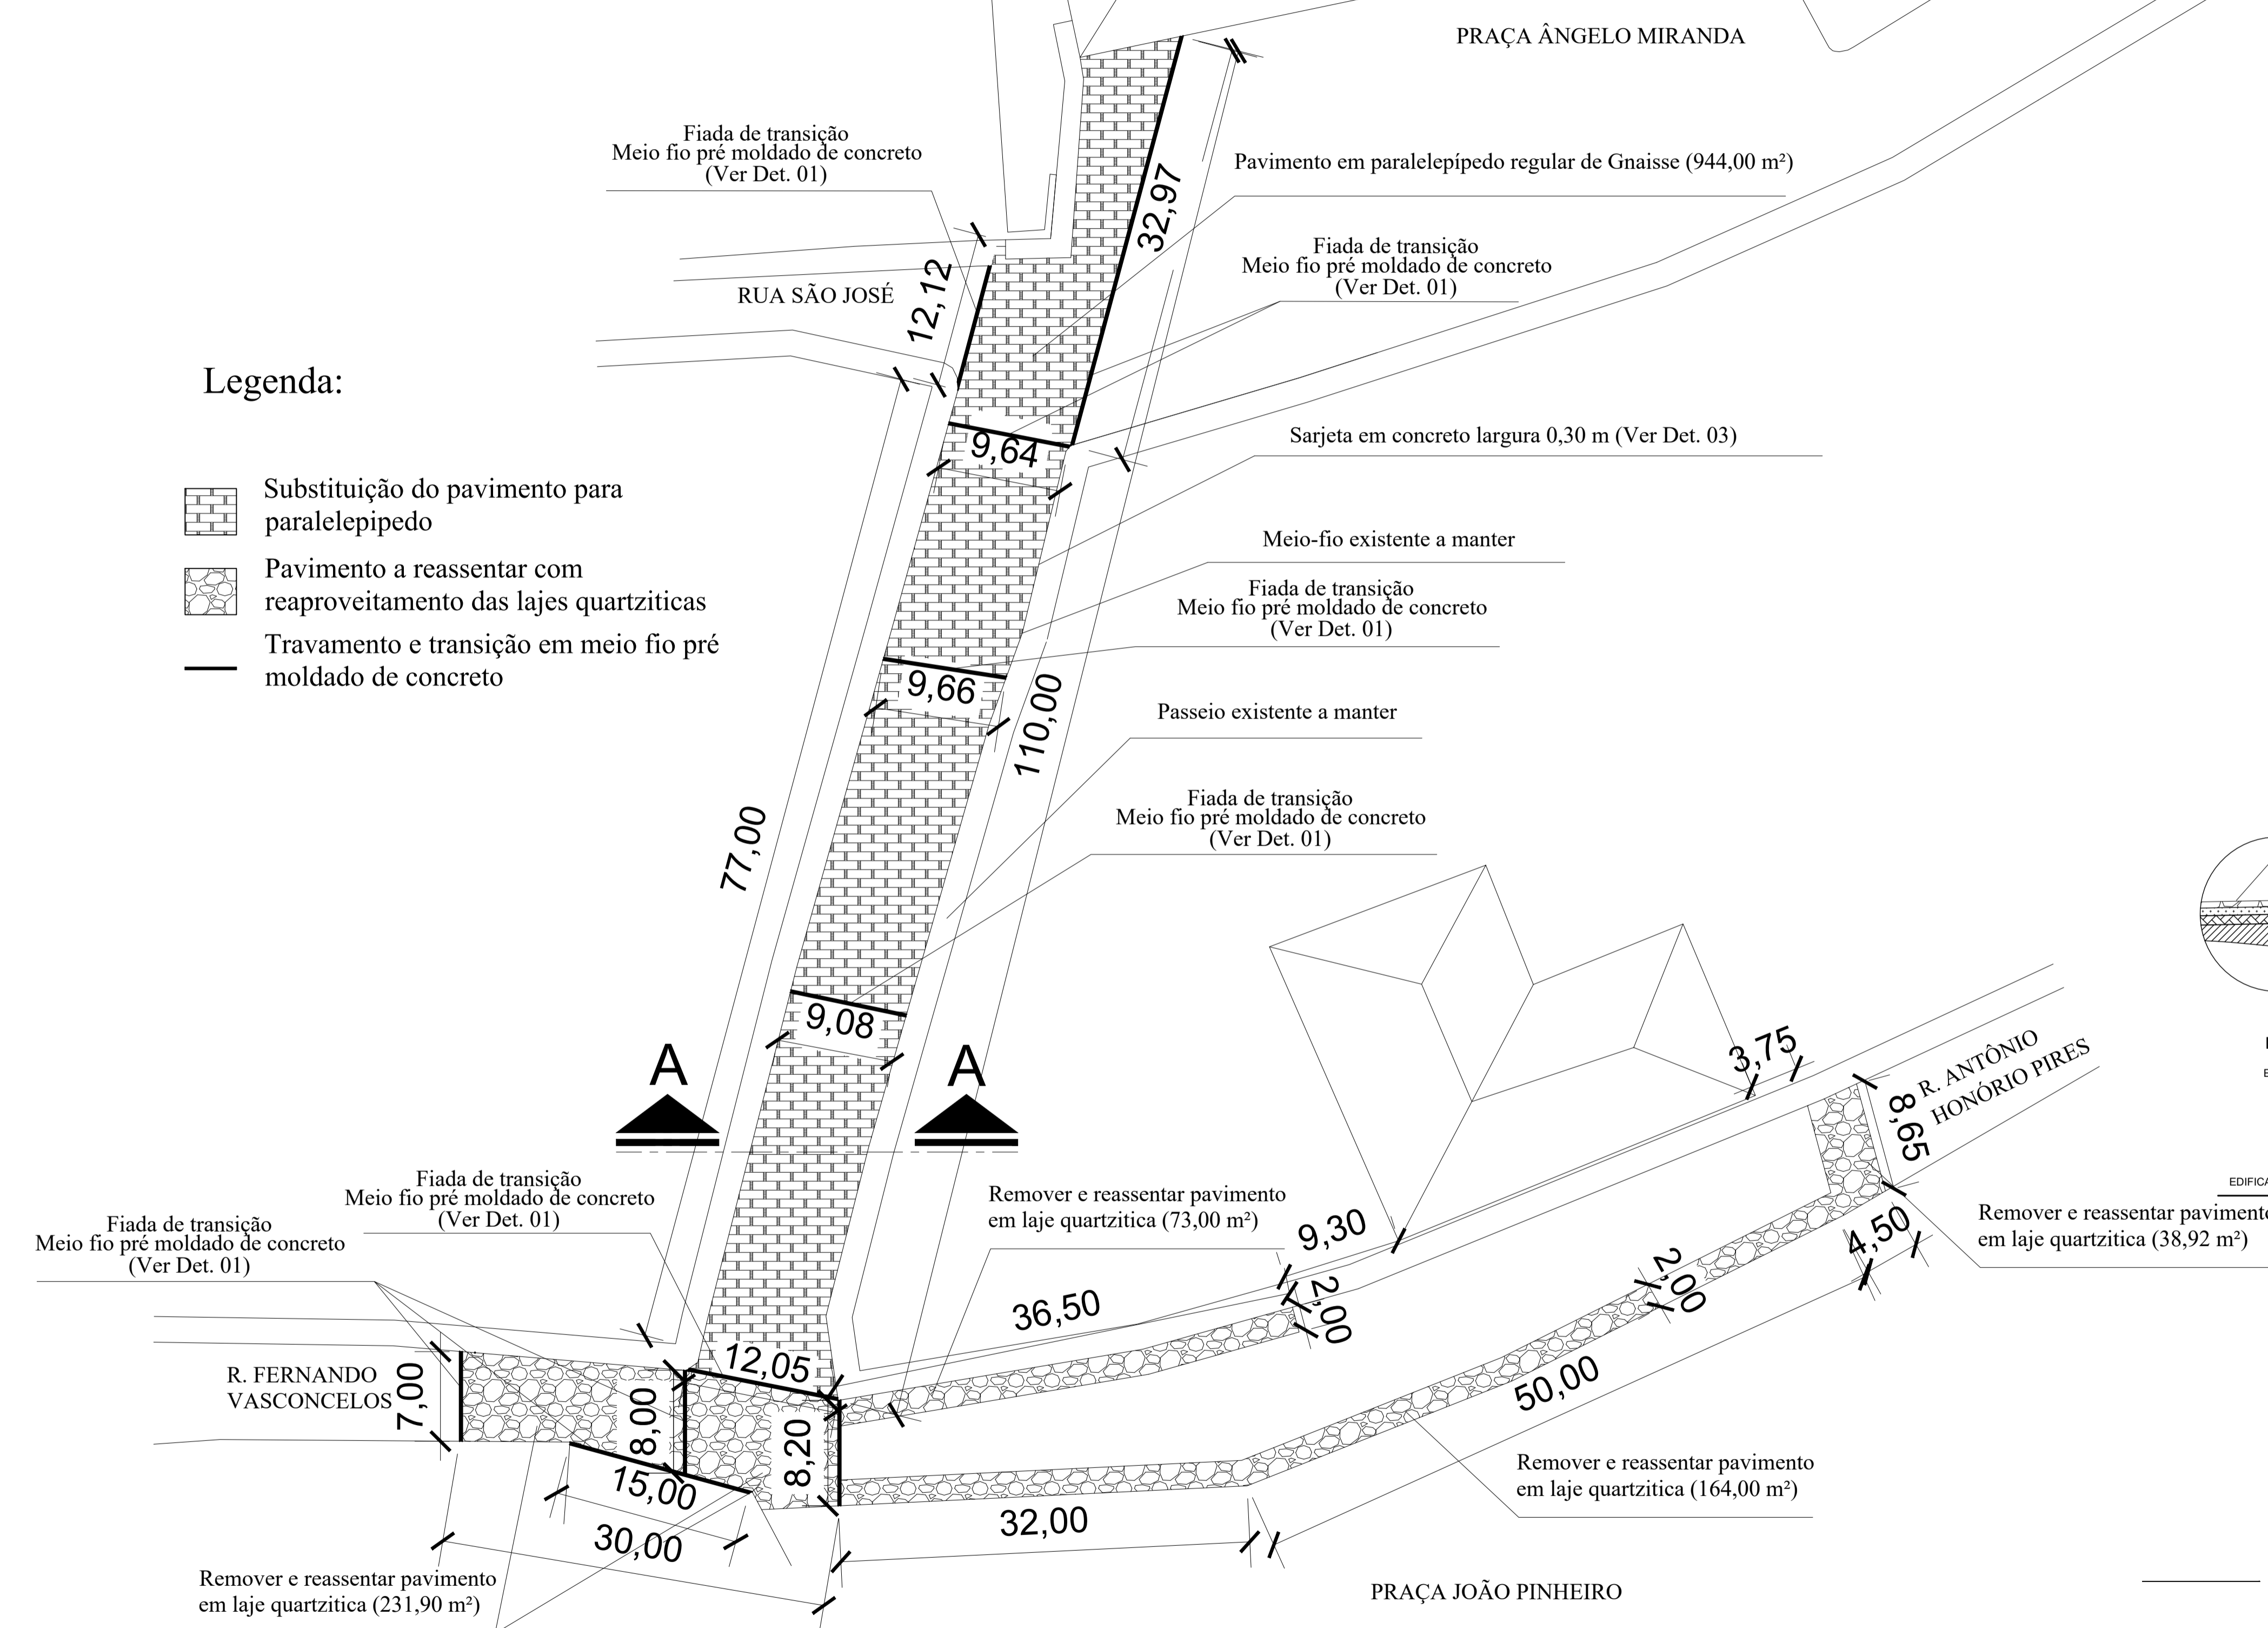 PRAÇA ÂNGELO MIRANDA
Fiada de transição
Meio fio pré moldado de concreto
(Ver Det. 01)
Pavimento em paralelepípedo regular de Gnaisse (944,00 m²)
32,97
Fiada de transição
Meio fio pré moldado de concreto
(Ver Det. 01)
12,12
RUA SÃO JOSÉ
Legenda:
Substituição do pavimento para
paralelepipedo
Pavimento a reassentar com
reaproveitamento das lajes quartziticas
Travamento e transição em meio fio pré
moldado de concreto
9,64
Sarjeta em concreto largura 0,30 m (Ver Det. 03)
Meio-fio existente a manter
Fiada de transição
Meio fio pré moldado de concreto
(Ver Det. 01)
9,66
110,00
Passeio existente a manter
77,00
Fiada de transição
Meio fio pré moldado de concreto
(Ver Det. 01)
9,08
A
A
3,75
R. ANTÔNIO
HONÓRIO PIRES
8,65
EDIFICA
Fiada de transição
Meio fio pré moldado de concreto
(Ver Det. 01)
Fiada de transição
Meio fio pré moldado de concreto
(Ver Det. 01)
Remover e reassentar pavimento
em laje quartzitica (73,00 m²)
9,30
4,50
Remover e reassentar pavimento
em laje quartzitica (38,92 m²)
36,50
2,00
2,00
R. FERNANDO
VASCONCELOS
7,00
12,05
8,00
8,20
50,00
15,00
30,00
32,00
Remover e reassentar pavimento
em laje quartzitica (164,00 m²)
Remover e reassentar pavimento
em laje quartzitica (231,90 m²)
PRAÇA JOÃO PINHEIRO